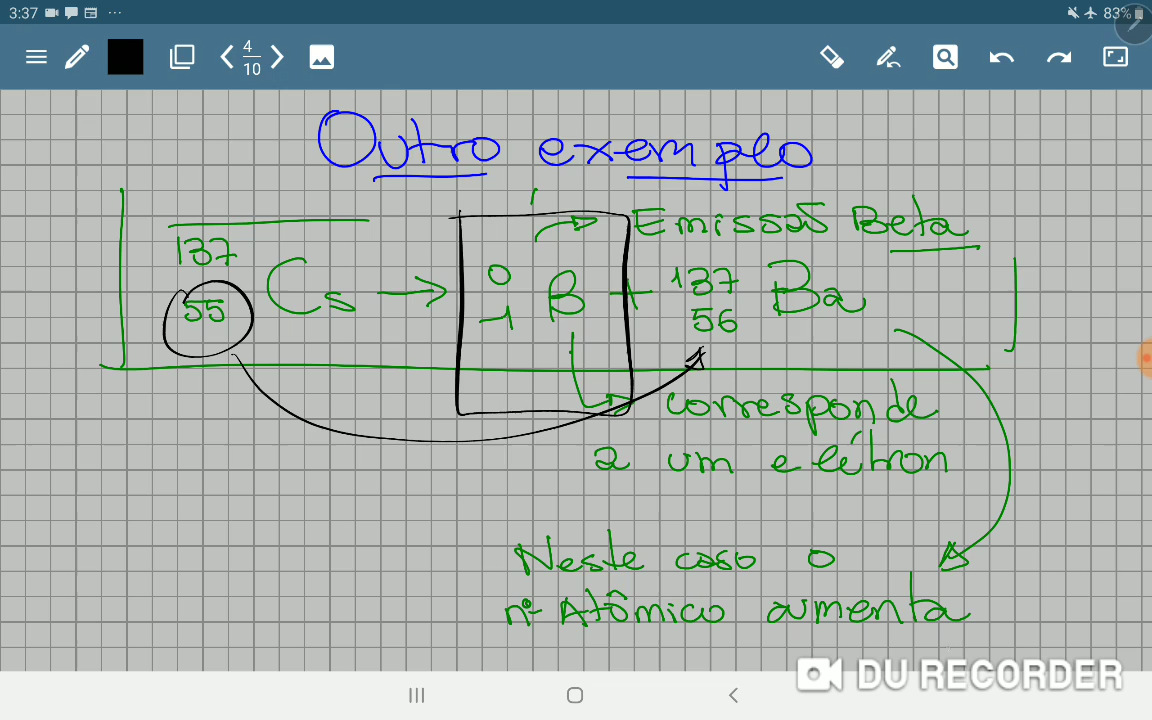 3:37 ... 83%
4
10
Outro exemplo
Emissão Beta
137
55 Cs → 0
-1 β + 137
56 Ba
corresponde
a um elétron
Neste caso o
nº Atômico aumenta
DU RECORDER